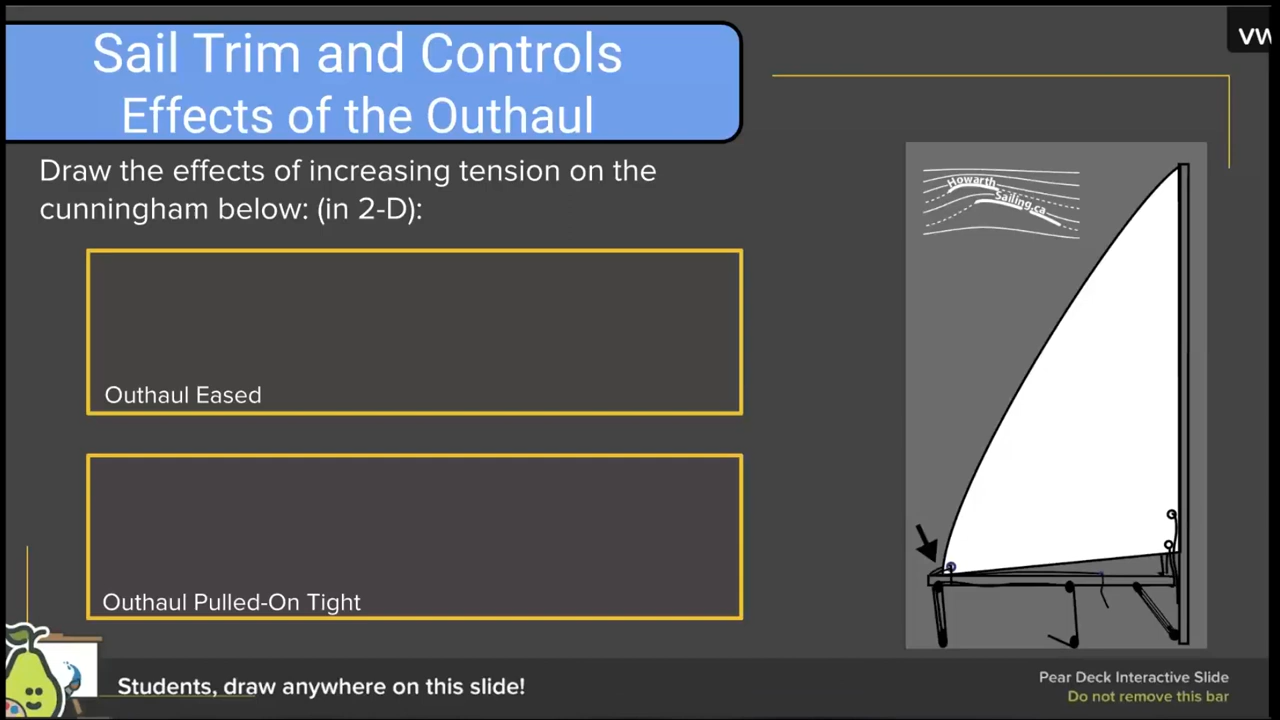 Sail Trim and Controls
Effects of the Outhaul
VW
Draw the effects of increasing tension on the
cunningham below: (in 2-D):
Howarth
Sailing.ca
Outhaul Eased
Outhaul Pulled-On Tight
Students, draw anywhere on this slide!
Pear Deck Interactive Slide
Do not remove this bar